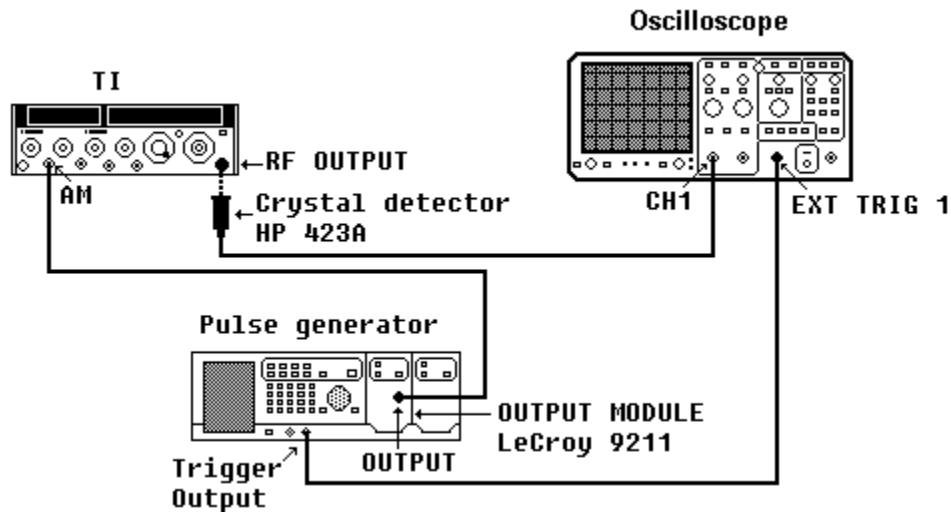 Oscilloscope
TI
RF OUTPUT
AM
Crystal detector
HP 423A
CH1
EXT TRIG 1
Pulse generator
OUTPUT MODULE
LeCroy 9211
OUTPUT
Trigger
Output